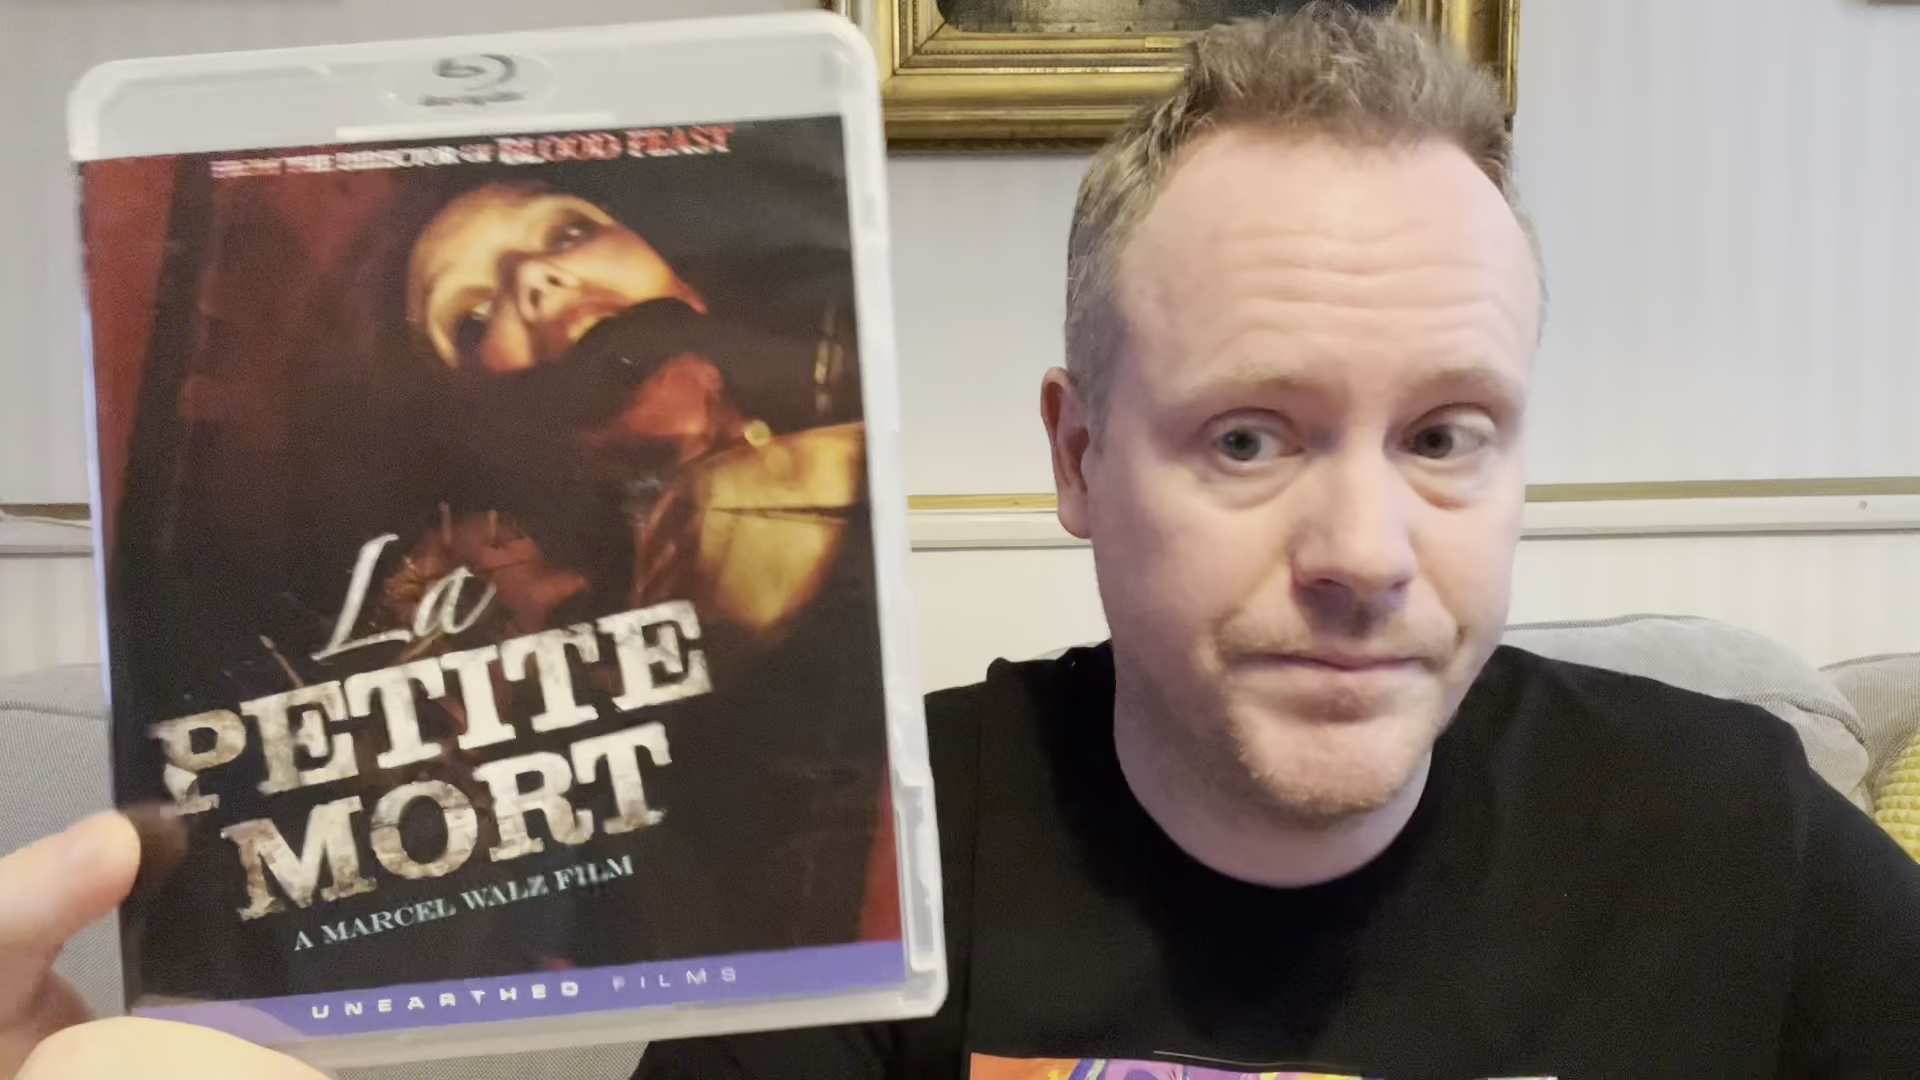 FROM THE DIRECTOR OF BLOOD FEAST
La
PETITE
MORT
A MARCEL WALZ FILM
UNEARTHED FILMS